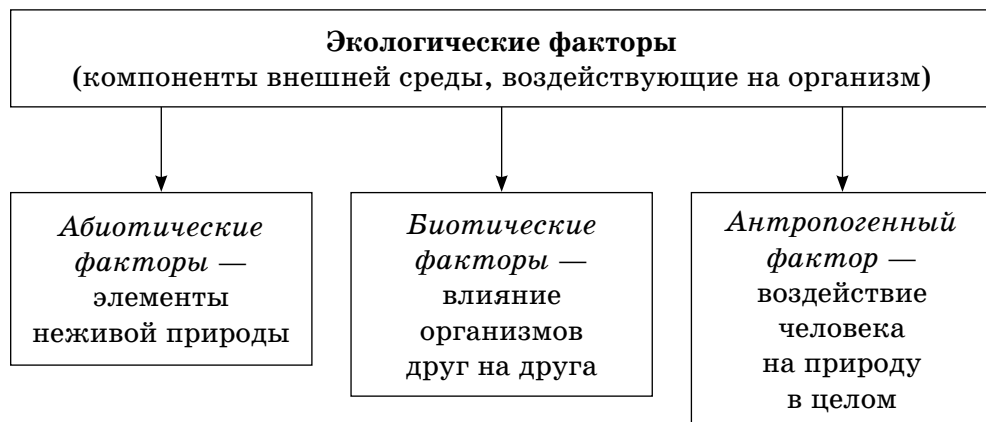 Экологические факторы
(компоненты внешней среды, воздействующие на организм)
Абиотические
факторы —
элементы
неживой природы
Биотические
факторы —
влияние
организмов
друг на друга
Антропогенный
фактор —
воздействие
человека
на природу
в целом